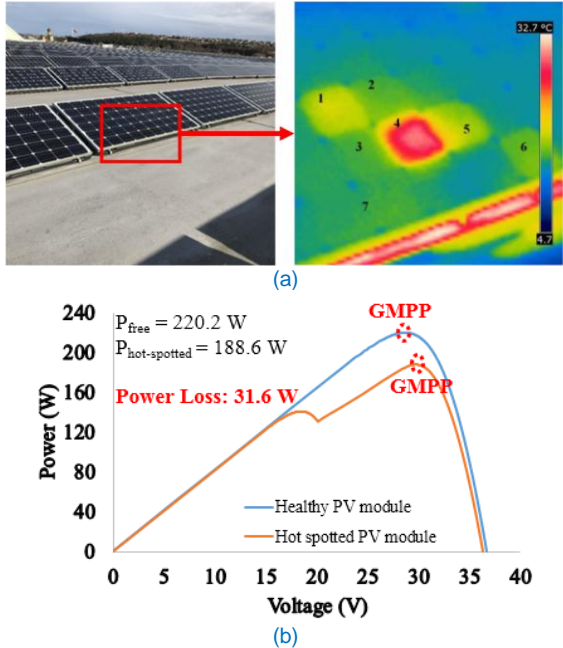 32.7 °C
1
2
3
4
5
6
7
4.7
(a)
P_free = 220.2 W
P_hot-spotted = 188.6 W
Power Loss: 31.6 W
GMPP
GMPP
Power (W)
240
200
160
120
80
40
0
Healthy PV module
Hot spotted PV module
0
5
10
15
20
25
30
35
40
Voltage (V)
(b)